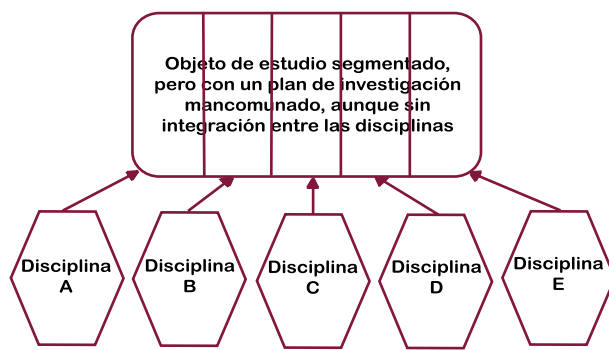 Objeto de estudio segmentado,
pero con un plan de investigación
mancomunado, aunque sin
integración entre las disciplinas
Disciplina
A
Disciplina
B
Disciplina
C
Disciplina
D
Disciplina
E